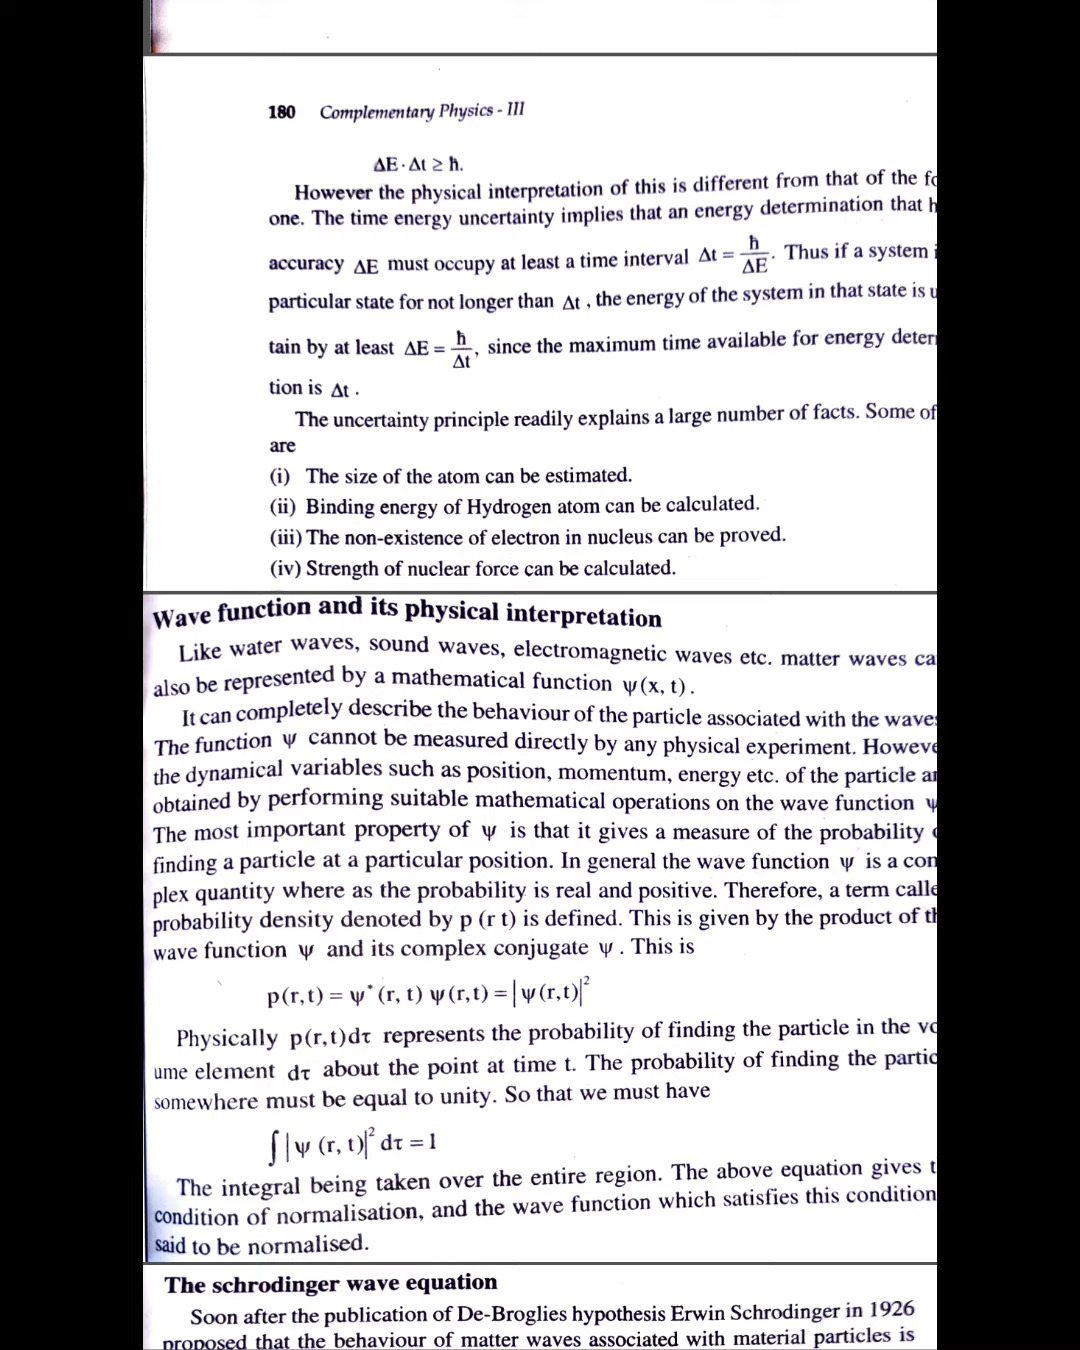 180 Complementary Physics - III
ΔE · Δt ≥ ħ.
However the physical interpretation of this is different from that of the
one. The time energy uncertainty implies that an energy determination that
accuracy ΔE must occupy at least a time interval Δt = ħ/ΔE. Thus if a system
particular state for not longer than Δt , the energy of the system in that state is
tain by at least ΔE = ħ/Δt, since the maximum time available for energy
tion is Δt .
The uncertainty principle readily explains a large number of facts. Some of
are
(i) The size of the atom can be estimated.
(ii) Binding energy of Hydrogen atom can be calculated.
(iii) The non-existence of electron in nucleus can be proved.
(iv) Strength of nuclear force can be calculated.
Wave function and its physical interpretation
Like water waves, sound waves, electromagnetic waves etc. matter waves
also be represented by a mathematical function ψ(x, t).
It can completely describe the behaviour of the particle associated with the
The function ψ cannot be measured directly by any physical experiment.
the dynamical variables such as position, momentum, energy etc. of the particle
obtained by performing suitable mathematical operations on the wave function ψ
The most important property of ψ is that it gives a measure of the probability
finding a particle at a particular position. In general the wave function ψ is a
plex quantity where as the probability is real and positive. Therefore, a term
probability density denoted by p (r t) is defined. This is given by the product of
wave function ψ and its complex conjugate ψ . This is
p(r,t) = ψ* (r, t) ψ(r,t) = |ψ(r,t)|²
Physically p(r,t)dτ represents the probability of finding the particle in the
ume element dτ about the point at time t. The probability of finding the
somewhere must be equal to unity. So that we must have
∫|ψ (r, t)|² dτ = 1
The integral being taken over the entire region. The above equation gives
condition of normalisation, and the wave function which satisfies this condition
said to be normalised.
The schrodinger wave equation
Soon after the publication of De-Broglies hypothesis Erwin Schrodinger in 1926
proposed that the behaviour of matter waves associated with material particles is